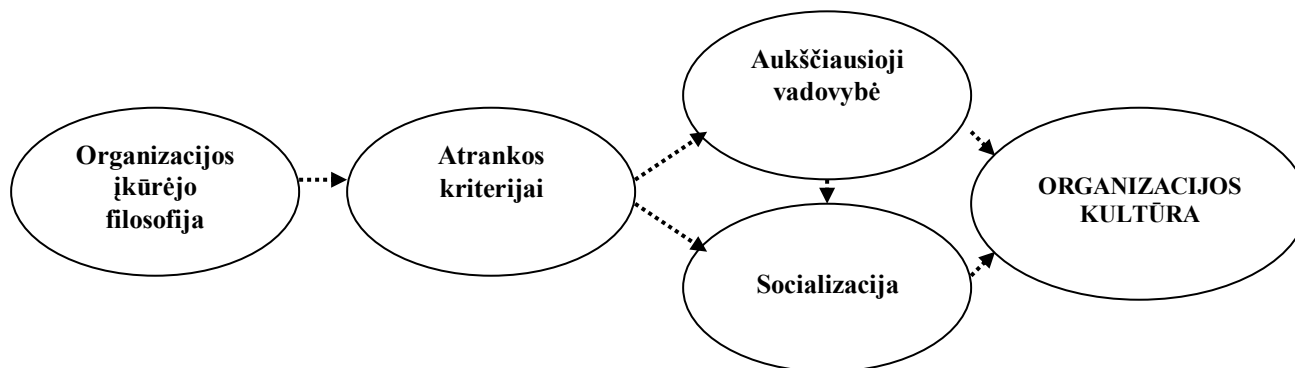 Organizacijos
įkūrėjo
filosofija
Atrankos
kriterijai
Aukščiausioji
vadovybė
Socializacija
ORGANIZACIJOS
KULTŪRA